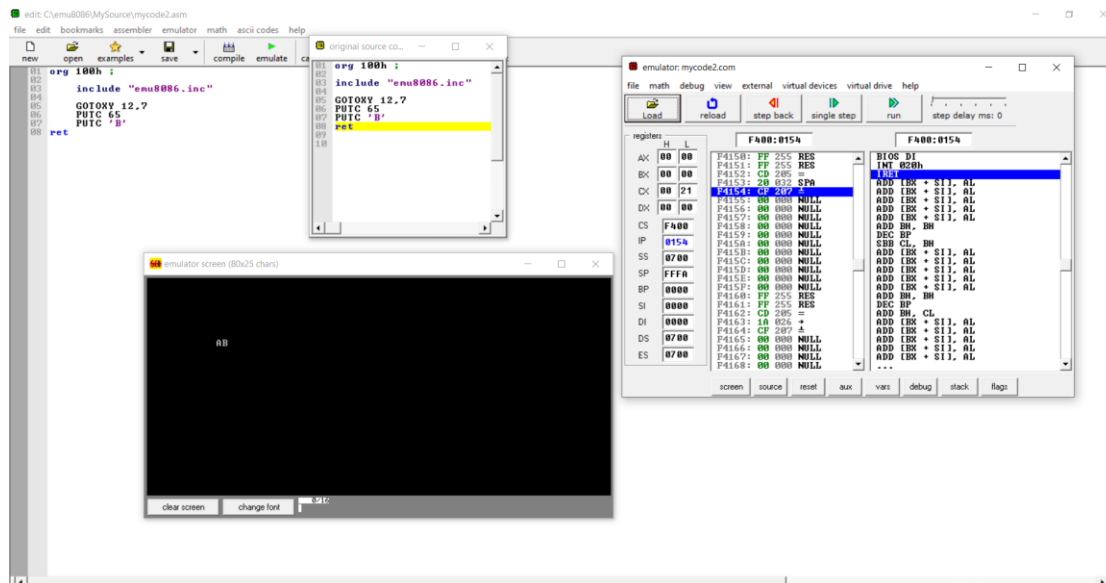 edit: C:\emu8086\MySource\mycode2.asm
file edit bookmarks assembler emulator math ascii codes help
new open examples save compile emulate
01 org 100h ;
02
03 include "emu8086.inc"
04
05 GOTOXY 12,7
06 PUTC 65
07 PUTC 'B'
08 ret
original source co...
01 org 100h ;
02
03 include "emu8086.inc"
04
05 GOTOXY 12,7
06 PUTC 65
07 PUTC 'B'
08 ret
09
10
emulator: mycode2.com
file math debug view external virtual devices virtual drive help
Load reload step back single step run step delay ms: 0
registers
H L
AX 00 00
BX 00 00
CX 00 21
DX 00 00
CS F400
IP 0154
SS 0700
SP FFFA
BP 0000
SI 0000
DI 0000
DS 0700
ES 0700
F400:0154
F4150: FF 255 RES
F4151: FF 255 RES
F4152: CD 205 =
F4153: 20 032 SPA
F4154: CF 207 ╧
F4155: 00 000 NULL
F4156: 00 000 NULL
F4157: 00 000 NULL
F4158: 00 000 NULL
F4159: 00 000 NULL
F415A: 00 000 NULL
F415B: 00 000 NULL
F415C: 00 000 NULL
F415D: 00 000 NULL
F415E: 00 000 NULL
F415F: 00 000 NULL
F4160: FF 255 RES
F4161: FF 255 RES
F4162: CD 205 =
F4163: 1A 026 →
F4164: CF 207 ╧
F4165: 00 000 NULL
F4166: 00 000 NULL
F4167: 00 000 NULL
F4168: 00 000 NULL
F400:0154
BIOS DI
INT 020h
IRET
ADD [BX + SI], AL
ADD [BX + SI], AL
ADD [BX + SI], AL
ADD [BX + SI], AL
ADD BH, BH
DEC BP
SBB CL, BH
ADD [BX + SI], AL
ADD [BX + SI], AL
ADD [BX + SI], AL
ADD [BX + SI], AL
ADD [BX + SI], AL
ADD BH, BH
DEC BP
ADD BH, CL
ADD [BX + SI], AL
ADD [BX + SI], AL
ADD [BX + SI], AL
ADD [BX + SI], AL
ADD [BX + SI], AL
...
screen source reset aux vars debug stack flags
emulator screen (80x25 chars)
AB
clear screen change font 0/16